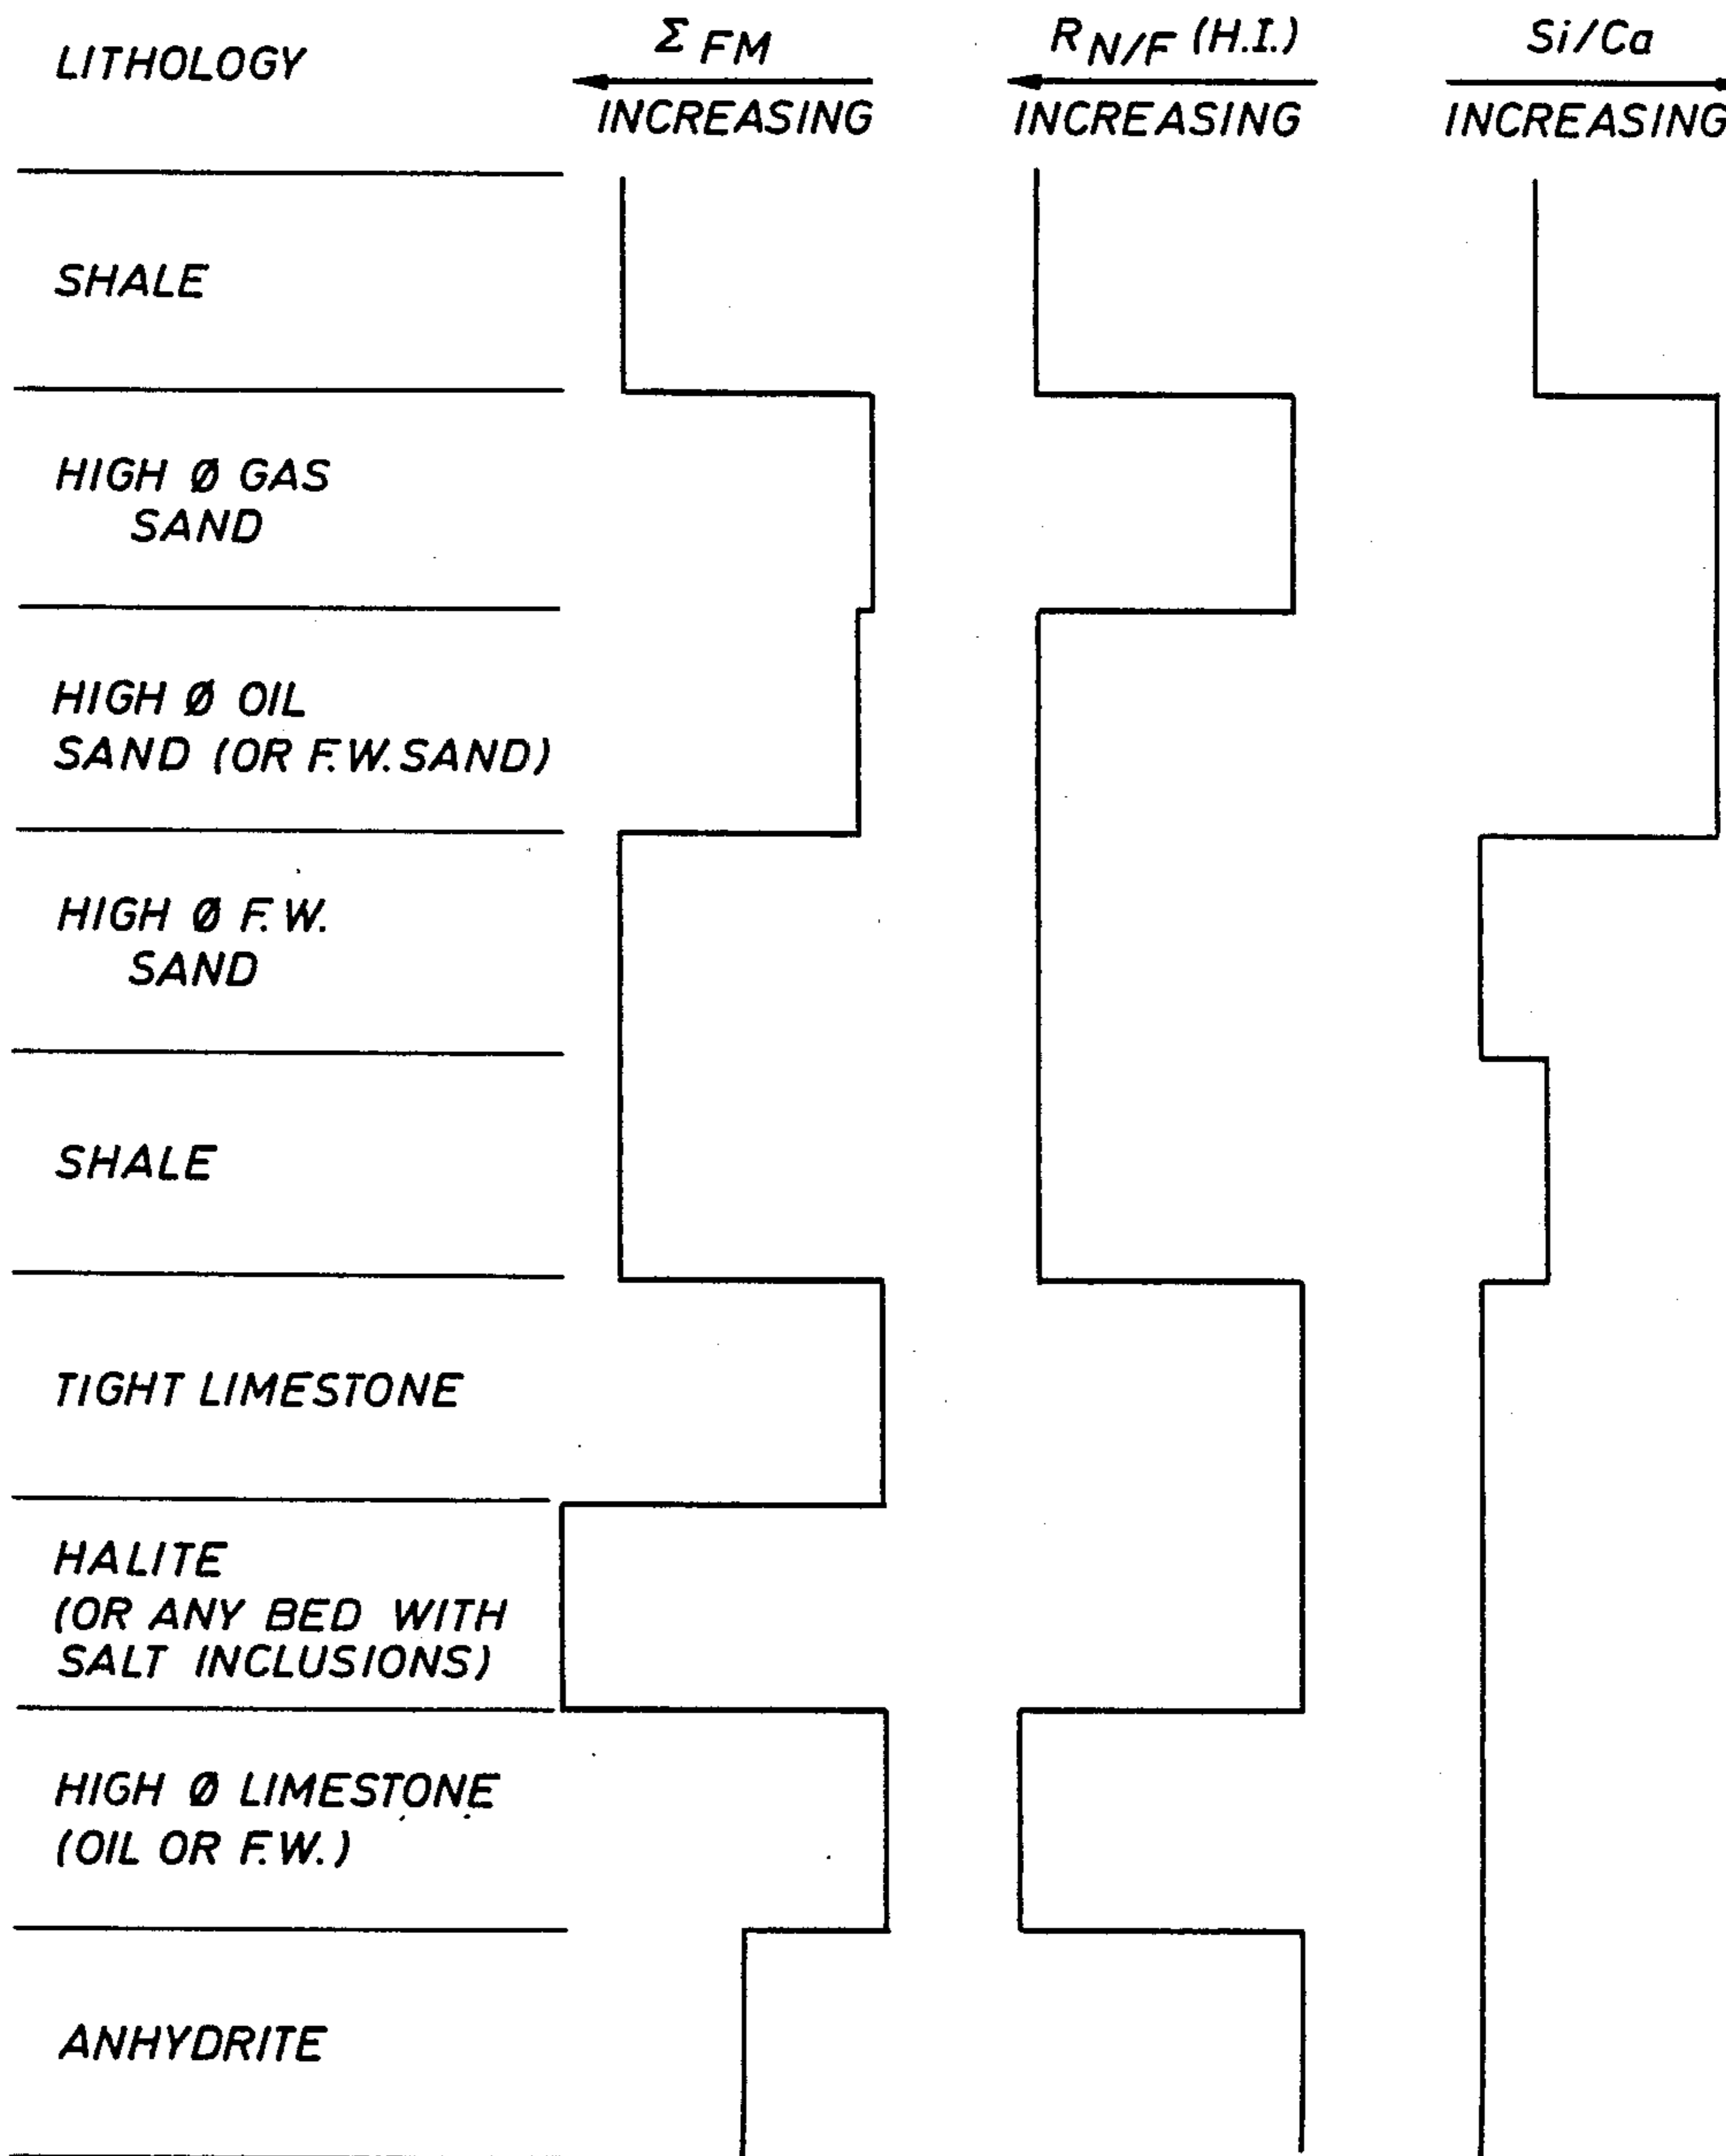 LITHOLOGY
Σ FM
INCREASING
R N/F (H.I.)
INCREASING
Si/Ca
INCREASING
SHALE
HIGH Ø GAS
SAND
HIGH Ø OIL
SAND (OR F.W. SAND)
HIGH Ø F.W.
SAND
SHALE
TIGHT LIMESTONE
HALITE
(OR ANY BED WITH
SALT INCLUSIONS)
HIGH Ø LIMESTONE
(OIL OR F.W.)
ANHYDRITE